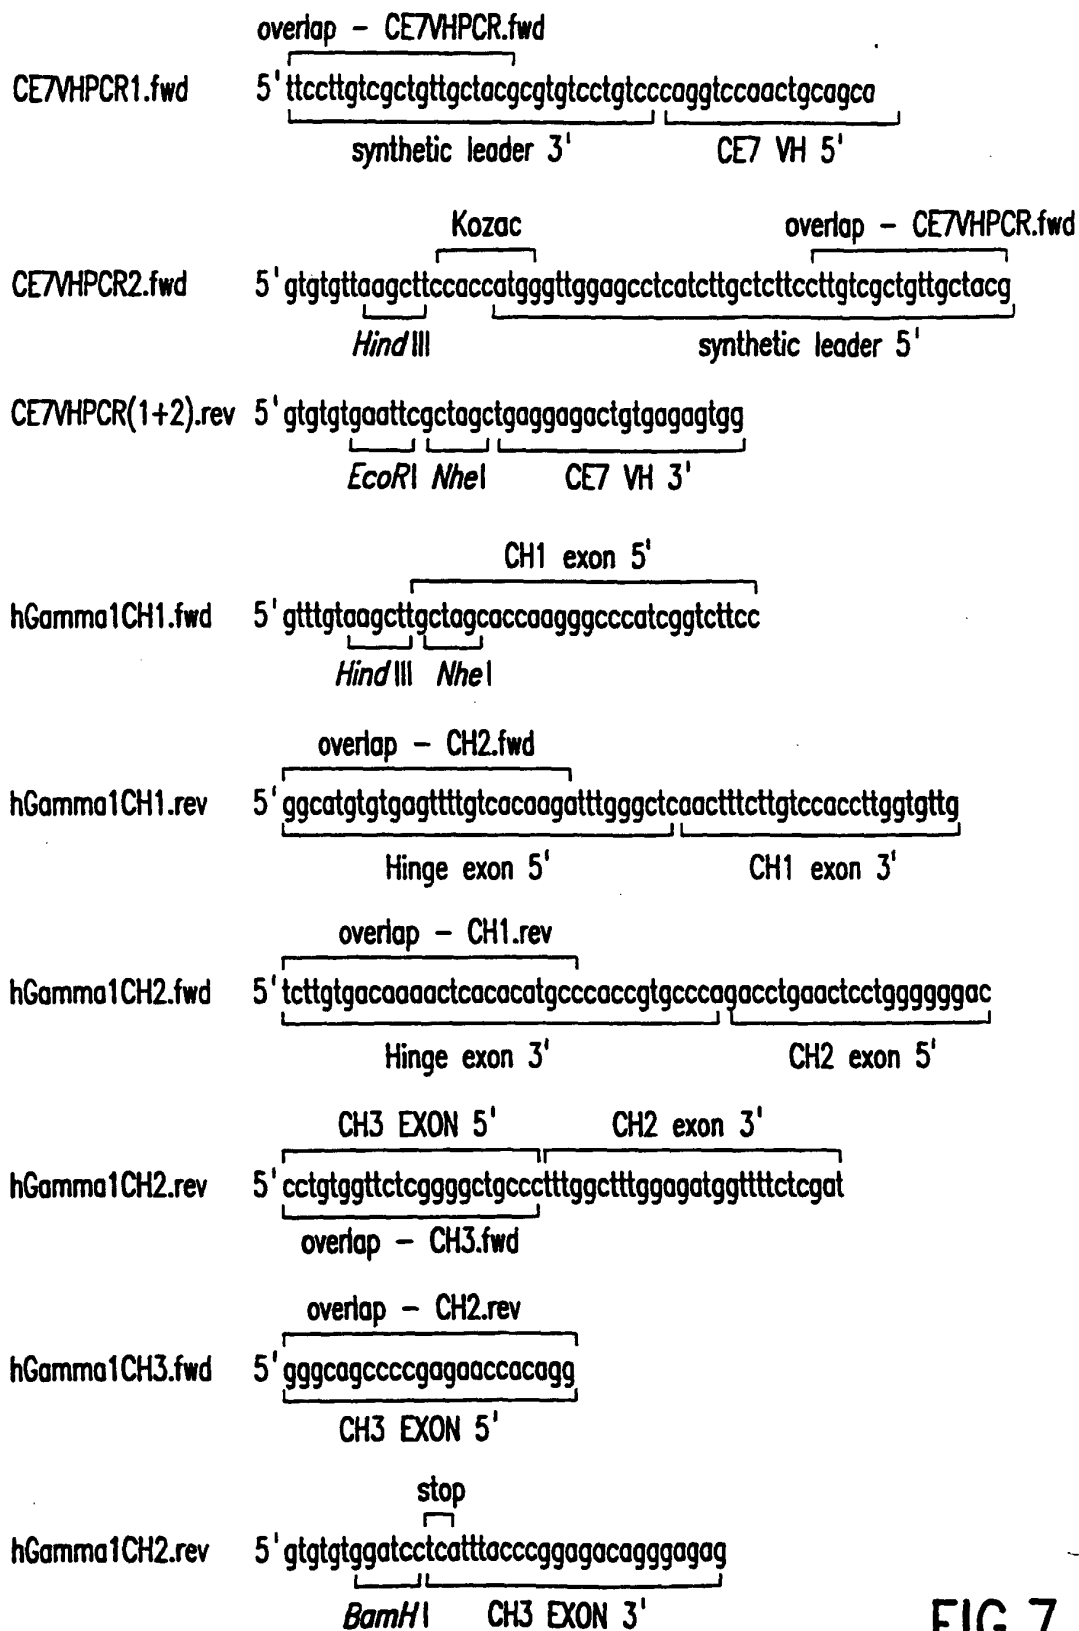 overlap – CE7VHPCR.fwd
CE7VHPCR1.fwd 5' ttccttgtcgctgttgctacgcgtgtcctgtcccaggtccaactgcagca
synthetic leader 3' CE7 VH 5'
Kozac overlap – CE7VHPCR.fwd
CE7VHPCR2.fwd 5' gtgtgttaagcttccaccatgggttggagcctcatcttgctcttccttgtcgctgttgctacg
HindIII synthetic leader 5'
CE7VHPCR(1+2).rev 5' gtgtgtgaattcgctagctgaggagactgtgagagtgg
EcoRI NheI CE7 VH 3'
CH1 exon 5'
hGamma1CH1.fwd 5' gtttgtaagcttgctagcaccaagggcccatcggtcttcc
HindIII NheI
overlap – CH2.fwd
hGamma1CH1.rev 5' ggcatgtgtgagttttgtcacaagatttgggctcaactttcttgtccaccttggtgttg
Hinge exon 5' CH1 exon 3'
overlap – CH1.rev
hGamma1CH2.fwd 5' tcttgtgacaaaactcacacatgcccaccgtgcccagacctgaactcctggggggac
Hinge exon 3' CH2 exon 5'
CH3 EXON 5' CH2 exon 3'
hGamma1CH2.rev 5' cctgtggttctcggggctgccctttggctttggagatggttttctcgat
overlap – CH3.fwd
overlap – CH2.rev
hGamma1CH3.fwd 5' gggcagccccgagaaccacagg
CH3 EXON 5'
stop
hGamma1CH2.rev 5' gtgtgtggatcctcatttacccggagacagggagag
BamHI CH3 EXON 3'
FIG.7